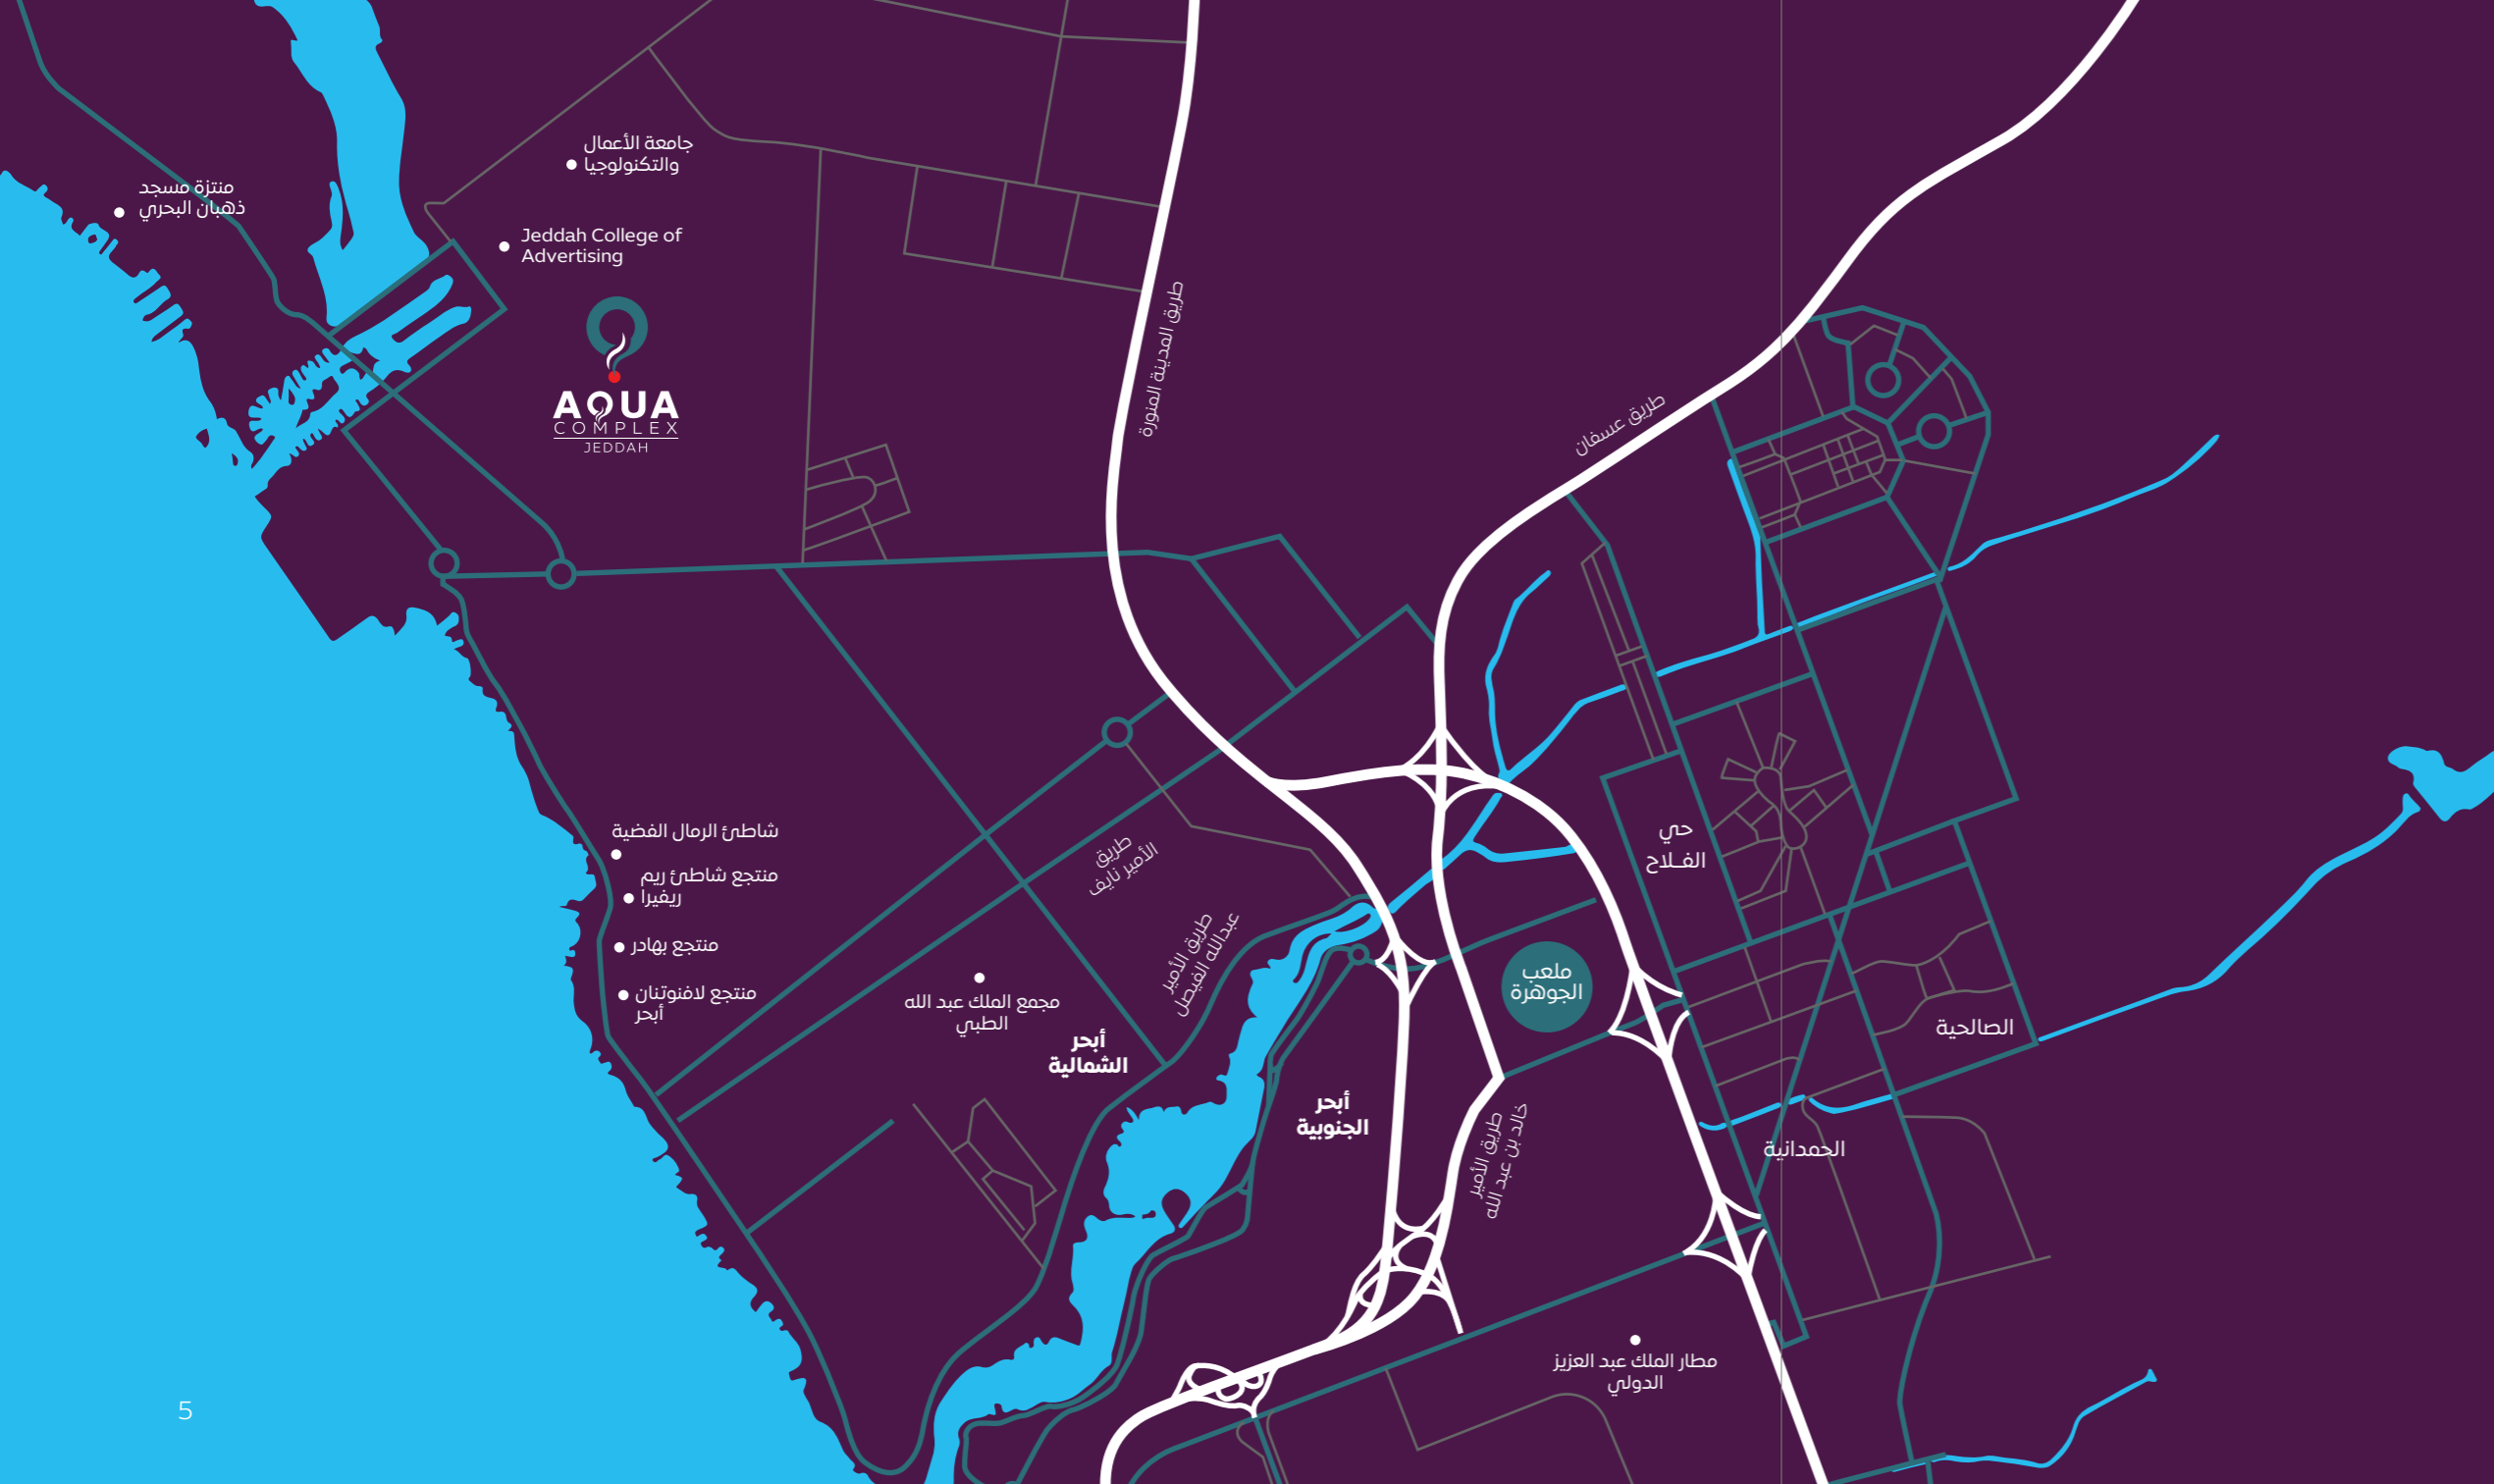 جامعة الأعمال
والتكنولوجيا
منتزة مسجد
ذهبان البحري
Jeddah College of
Advertising
AQUA
COMPLEX
JEDDAH
طريق المدينة المنورة
طريق عسفان
شاطئ الرمال الفضية
منتجع شاطئ ريم
ريفيرا
منتجع بهادر
منتجع لافنوتنان
أبحر
طريق
الأمير نايف
طريق الأمير
عبدالله الفيصل
مجمع الملك عبد الله
الطبي
أبحر
الشمالية
أبحر
الجنوبية
طريق الأمير
خالد بن عبد الله
ملعب
الجوهرة
حي
الفــلاح
الصالحية
الحمدانية
مطار الملك عبد العزيز
الدولي
5